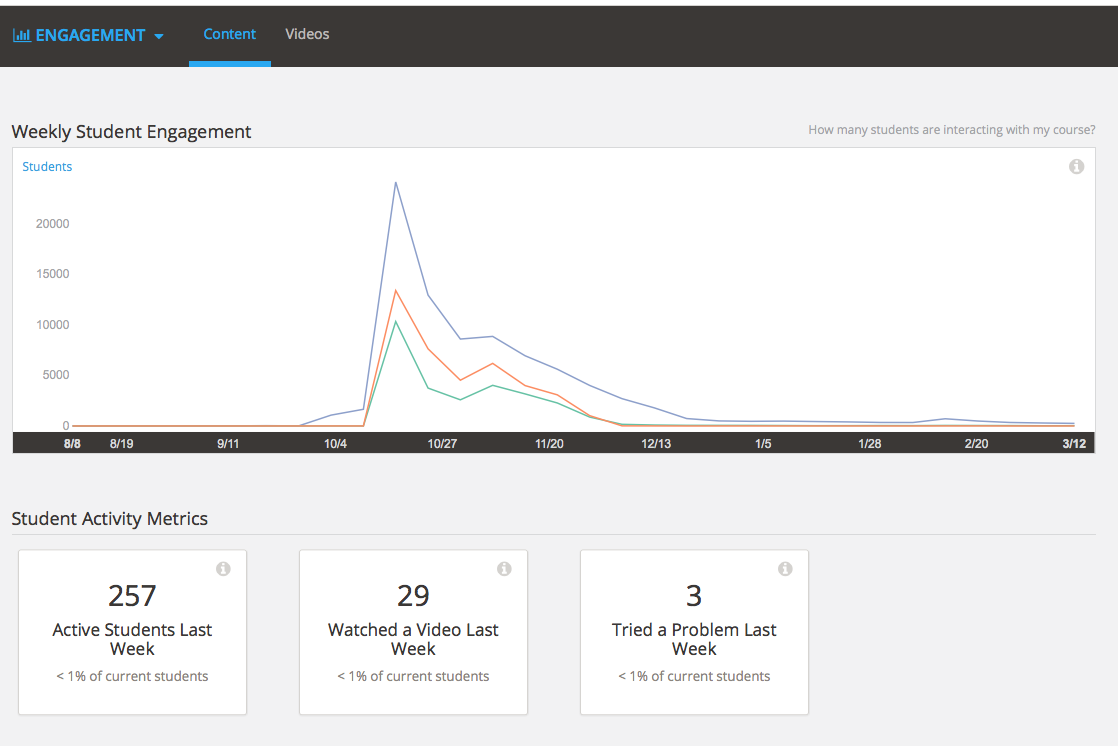 ENGAGEMENT Content Videos
Weekly Student Engagement How many students are interacting with my course?
Students
20000
15000
10000
5000
0
8/8 8/19 9/11 10/4 10/27 11/20 12/13 1/5 1/28 2/20 3/12
Student Activity Metrics
257
Active Students Last
Week
< 1% of current students
29
Watched a Video Last
Week
< 1% of current students
3
Tried a Problem Last
Week
< 1% of current students